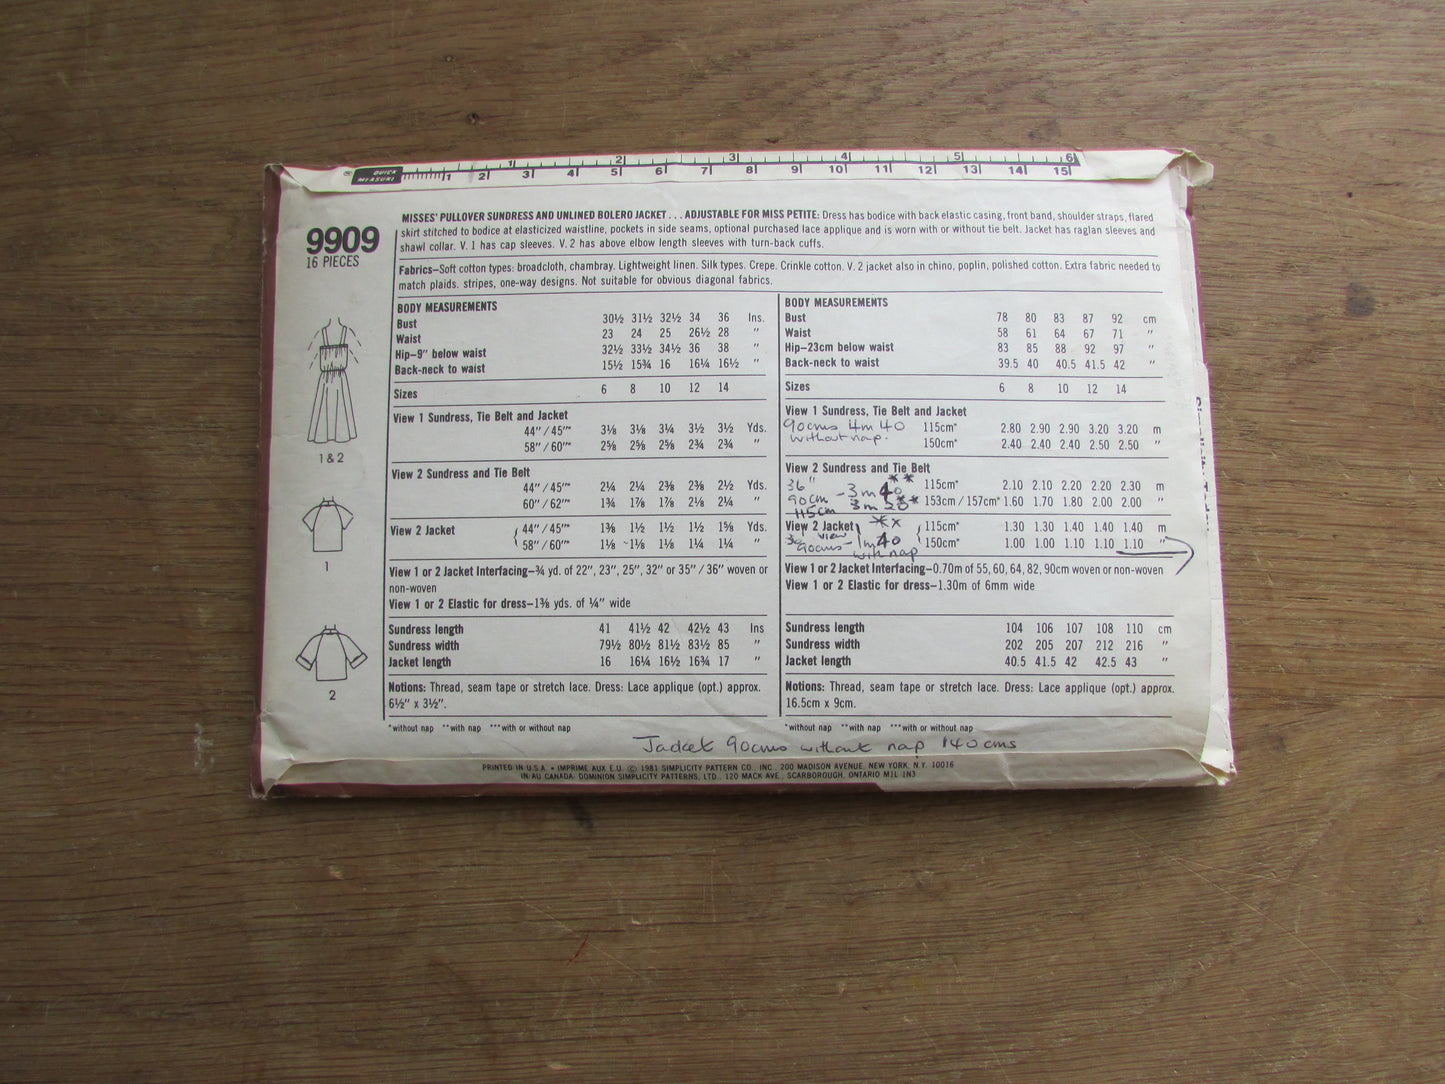 QUICK MEASURE 1 2 3 4 5 6
1 2 3 4 5 6 7 8 9 10 11 12 13 14 15
9909
16 PIECES
MISSES' PULLOVER SUNDRESS AND UNLINED BOLERO JACKET . . . ADJUSTABLE FOR MISS PETITE: Dress has bodice with back elastic casing, front band, shoulder straps, flared
skirt stitched to bodice at elasticized waistline, pockets in side seams, optional purchased lace applique and is worn with or without tie belt. Jacket has raglan sleeves and
shawl collar. V. 1 has cap sleeves. V. 2 has above elbow length sleeves with turn-back cuffs.
Fabrics—Soft cotton types: broadcloth, chambray. Lightweight linen. Silk types. Crepe. Crinkle cotton. V. 2 jacket also in chino, poplin, polished cotton. Extra fabric needed to
match plaids. stripes, one-way designs. Not suitable for obvious diagonal fabrics.
1 & 2
1
2
BODY MEASUREMENTS
Bust 30½ 31½ 32½ 34 36 Ins.
Waist 23 24 25 26½ 28 "
Hip—9" below waist 32½ 33½ 34½ 36 38 "
Back-neck to waist 15½ 15¾ 16 16¼ 16½ "
Sizes 6 8 10 12 14
View 1 Sundress, Tie Belt and Jacket
44"/45"** 3⅛ 3⅛ 3¼ 3½ 3½ Yds.
58"/60"** 2⅝ 2⅝ 2⅝ 2¾ 2¾ "
View 2 Sundress and Tie Belt
44"/45"** 2¼ 2¼ 2⅜ 2⅜ 2½ Yds.
60"/62"** 1¾ 1⅞ 1⅞ 2⅛ 2¼ "
View 2 Jacket 44"/45"** 1⅜ 1½ 1½ 1½ 1⅝ Yds.
58"/60"** 1⅛ 1⅛ 1⅛ 1¼ 1¼ "
View 1 or 2 Jacket Interfacing—¾ yd. of 22", 23", 25", 32" or 35"/36" woven or
non-woven
View 1 or 2 Elastic for dress—1⅜ yds. of ¼" wide
Sundress length 41 41½ 42 42½ 43 Ins
Sundress width 79½ 80½ 81½ 83½ 85 "
Jacket length 16 16¼ 16½ 16¾ 17 "
Notions: Thread, seam tape or stretch lace. Dress: Lace applique (opt.) approx.
6½" x 3½".
*without nap **with nap ***with or without nap
BODY MEASUREMENTS
Bust 78 80 83 87 92 cm
Waist 58 61 64 67 71 "
Hip—23cm below waist 83 85 88 92 97 "
Back-neck to waist 39.5 40 40.5 41.5 42 "
Sizes 6 8 10 12 14
View 1 Sundress, Tie Belt and Jacket
90cms 4m 40 115cm* 2.80 2.90 2.90 3.20 3.20 m
without nap. 150cm* 2.40 2.40 2.40 2.50 2.50 "
View 2 Sundress and Tie Belt
36" ** 115cm* 2.10 2.10 2.20 2.20 2.30 m
90cm - 3m 40 153cm / 157cm* 1.60 1.70 1.80 2.00 2.00 "
115cm 3m 20 **
View 2 Jacket ** 115cm* 1.30 1.30 1.40 1.40 1.40 m
36 view 90cms - 1m 40 150cm* 1.00 1.00 1.10 1.10 1.10 "
with nap
View 1 or 2 Jacket Interfacing—0.70m of 55, 60, 64, 82, 90cm woven or non-woven
View 1 or 2 Elastic for dress—1.30m of 6mm wide
Sundress length 104 106 107 108 110 cm
Sundress width 202 205 207 212 216 "
Jacket length 40.5 41.5 42 42.5 43 "
Notions: Thread, seam tape or stretch lace. Dress: Lace applique (opt.) approx.
16.5cm x 9cm.
*without nap **with nap ***with or without nap
Jacket 90cms without nap 140cms
PRINTED IN U.S.A. • IMPRIME AUX E.U. © 1981 SIMPLICITY PATTERN CO., INC. 200 MADISON AVENUE, NEW YORK, N.Y. 10016
IN/AU CANADA: DOMINION SIMPLICITY PATTERNS, LTD., 120 MACK AVE., SCARBOROUGH, ONTARIO M1L 1N3